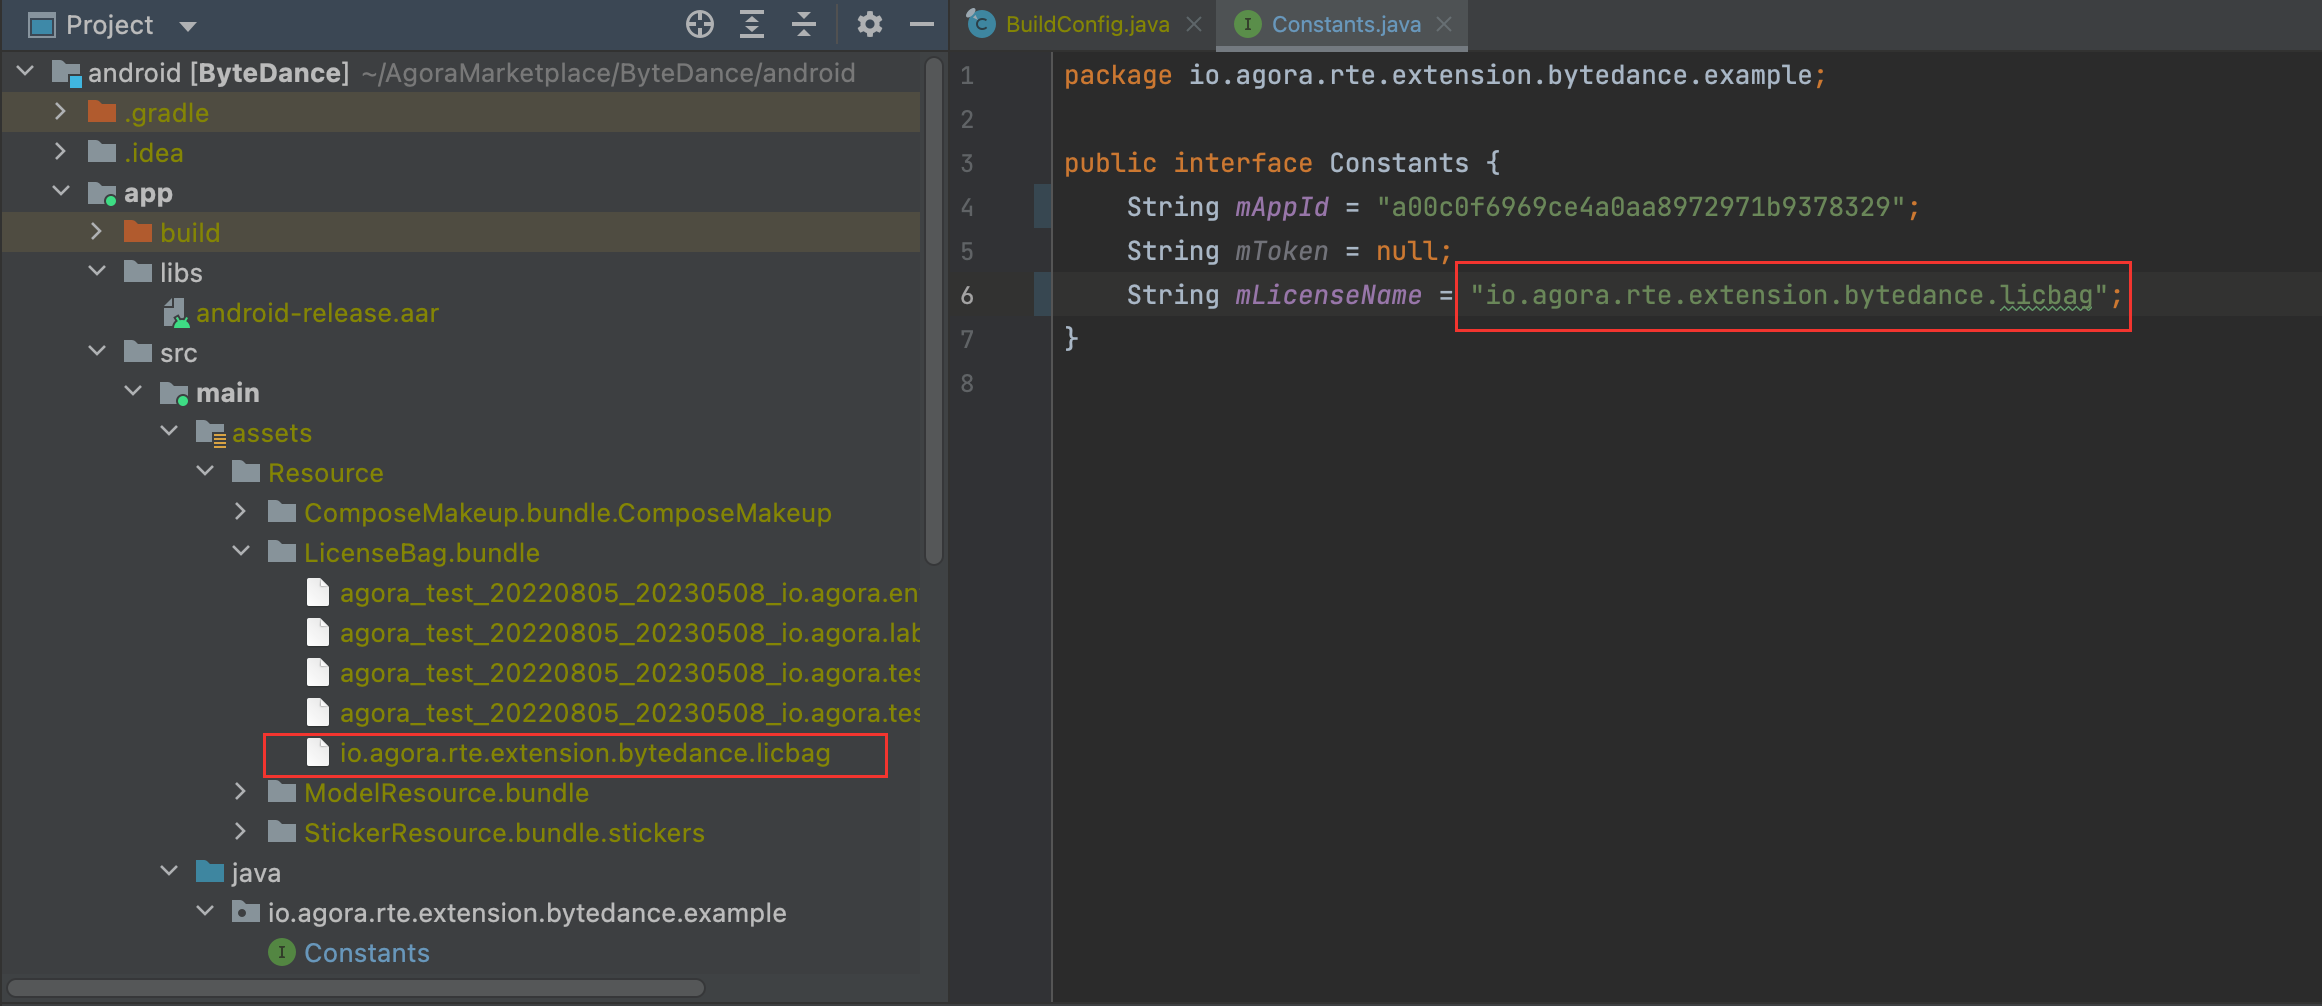 Project
android [ByteDance] ~/AgoraMarketplace/ByteDance/android
.gradle
.idea
app
build
libs
android-release.aar
src
main
assets
Resource
ComposeMakeup.bundle.ComposeMakeup
LicenseBag.bundle
agora_test_20220805_20230508_io.agora.en
agora_test_20220805_20230508_io.agora.lab
agora_test_20220805_20230508_io.agora.tes
agora_test_20220805_20230508_io.agora.tes
io.agora.rte.extension.bytedance.licbag
ModelResource.bundle
StickerResource.bundle.stickers
java
io.agora.rte.extension.bytedance.example
I Constants
C BuildConfig.java
I Constants.java
1 package io.agora.rte.extension.bytedance.example;
2
3 public interface Constants {
4 String mAppId = "a00c0f6969ce4a0aa8972971b9378329";
5 String mToken = null;
6 String mLicenseName = "io.agora.rte.extension.bytedance.licbag";
7 }
8